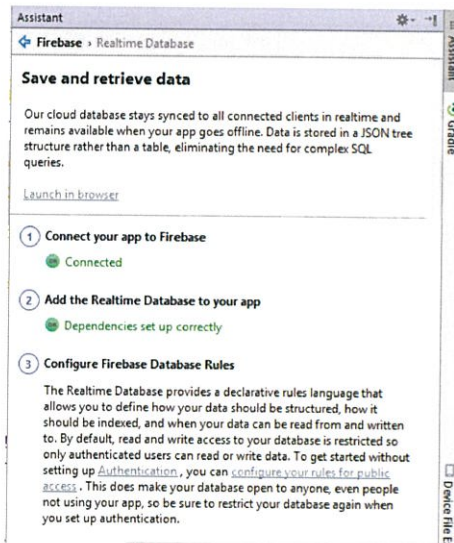 Assistant
Firebase › Realtime Database
Save and retrieve data
Our cloud database stays synced to all connected clients in realtime and
remains available when your app goes offline. Data is stored in a JSON tree
structure rather than a table, eliminating the need for complex SQL
queries.
Launch in browser
1 Connect your app to Firebase
Connected
2 Add the Realtime Database to your app
Dependencies set up correctly
3 Configure Firebase Database Rules
The Realtime Database provides a declarative rules language that
allows you to define how your data should be structured, how it
should be indexed, and when your data can be read from and written
to. By default, read and write access to your database is restricted so
only authenticated users can read or write data. To get started without
setting up Authentication, you can configure your rules for public
access. This does make your database open to anyone, even people
not using your app, so be sure to restrict your database again when
you set up authentication.
Assistant
Gradle
Device File E